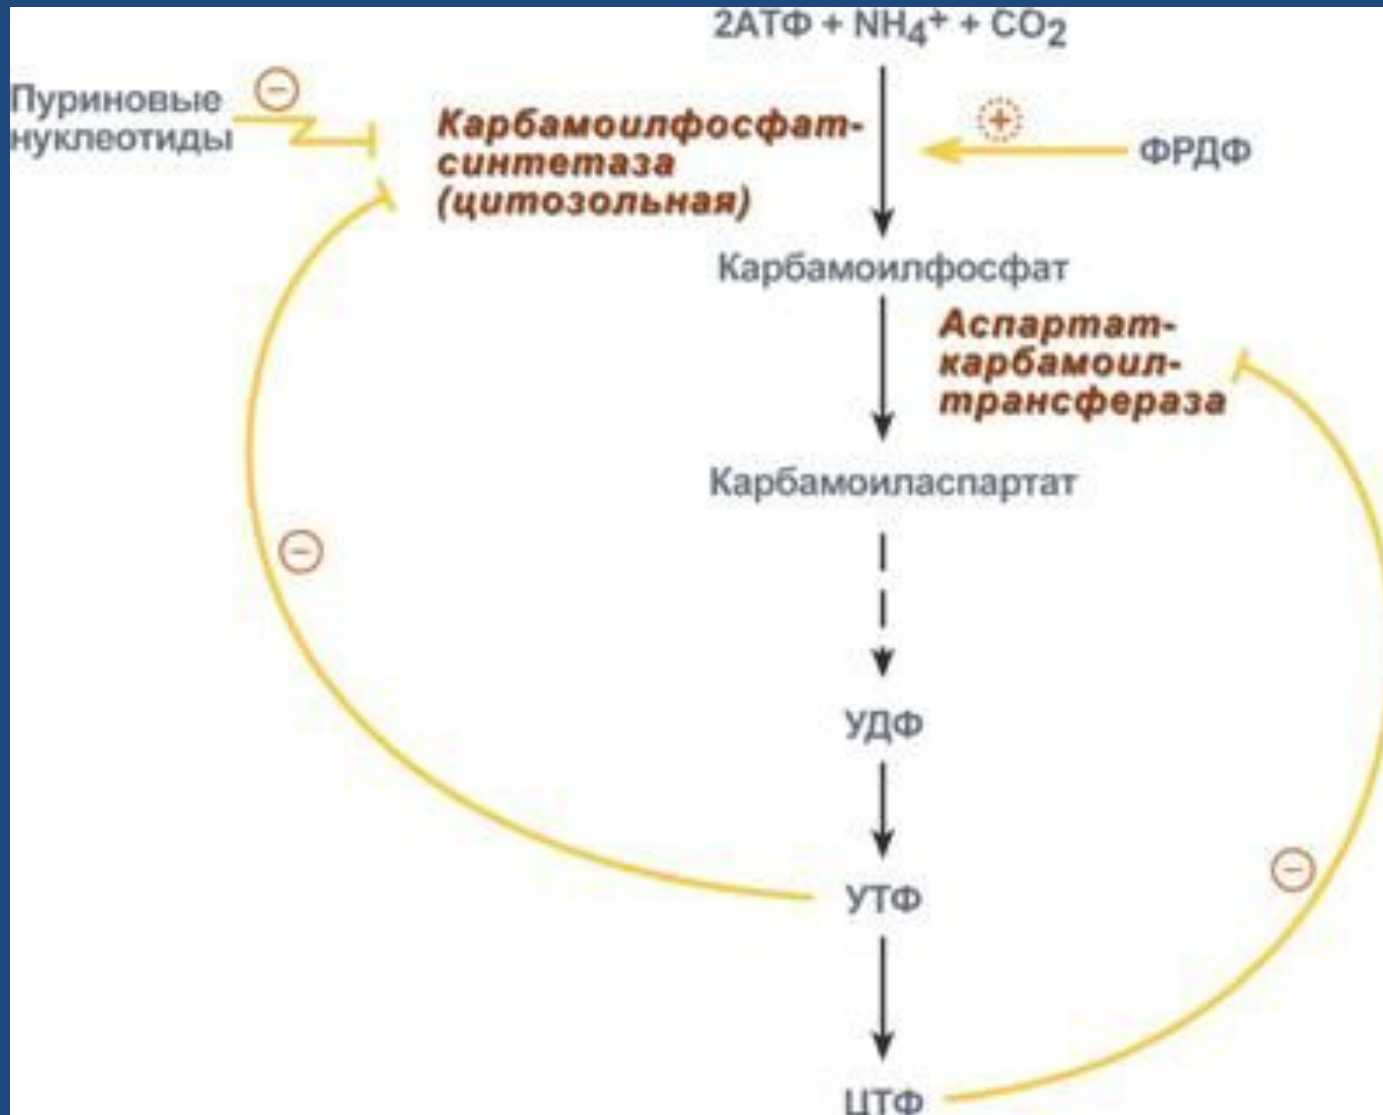 2АТФ + NH₄⁺ + CO₂
Пуриновые
нуклеотиды
−
Карбамоилфосфат-
синтетаза
(цитозольная)
+
ФРДФ
Карбамоилфосфат
Аспартат-
карбамоил-
трансфераза
Карбамоиласпартат
−
УДФ
−
УТФ
ЦТФ